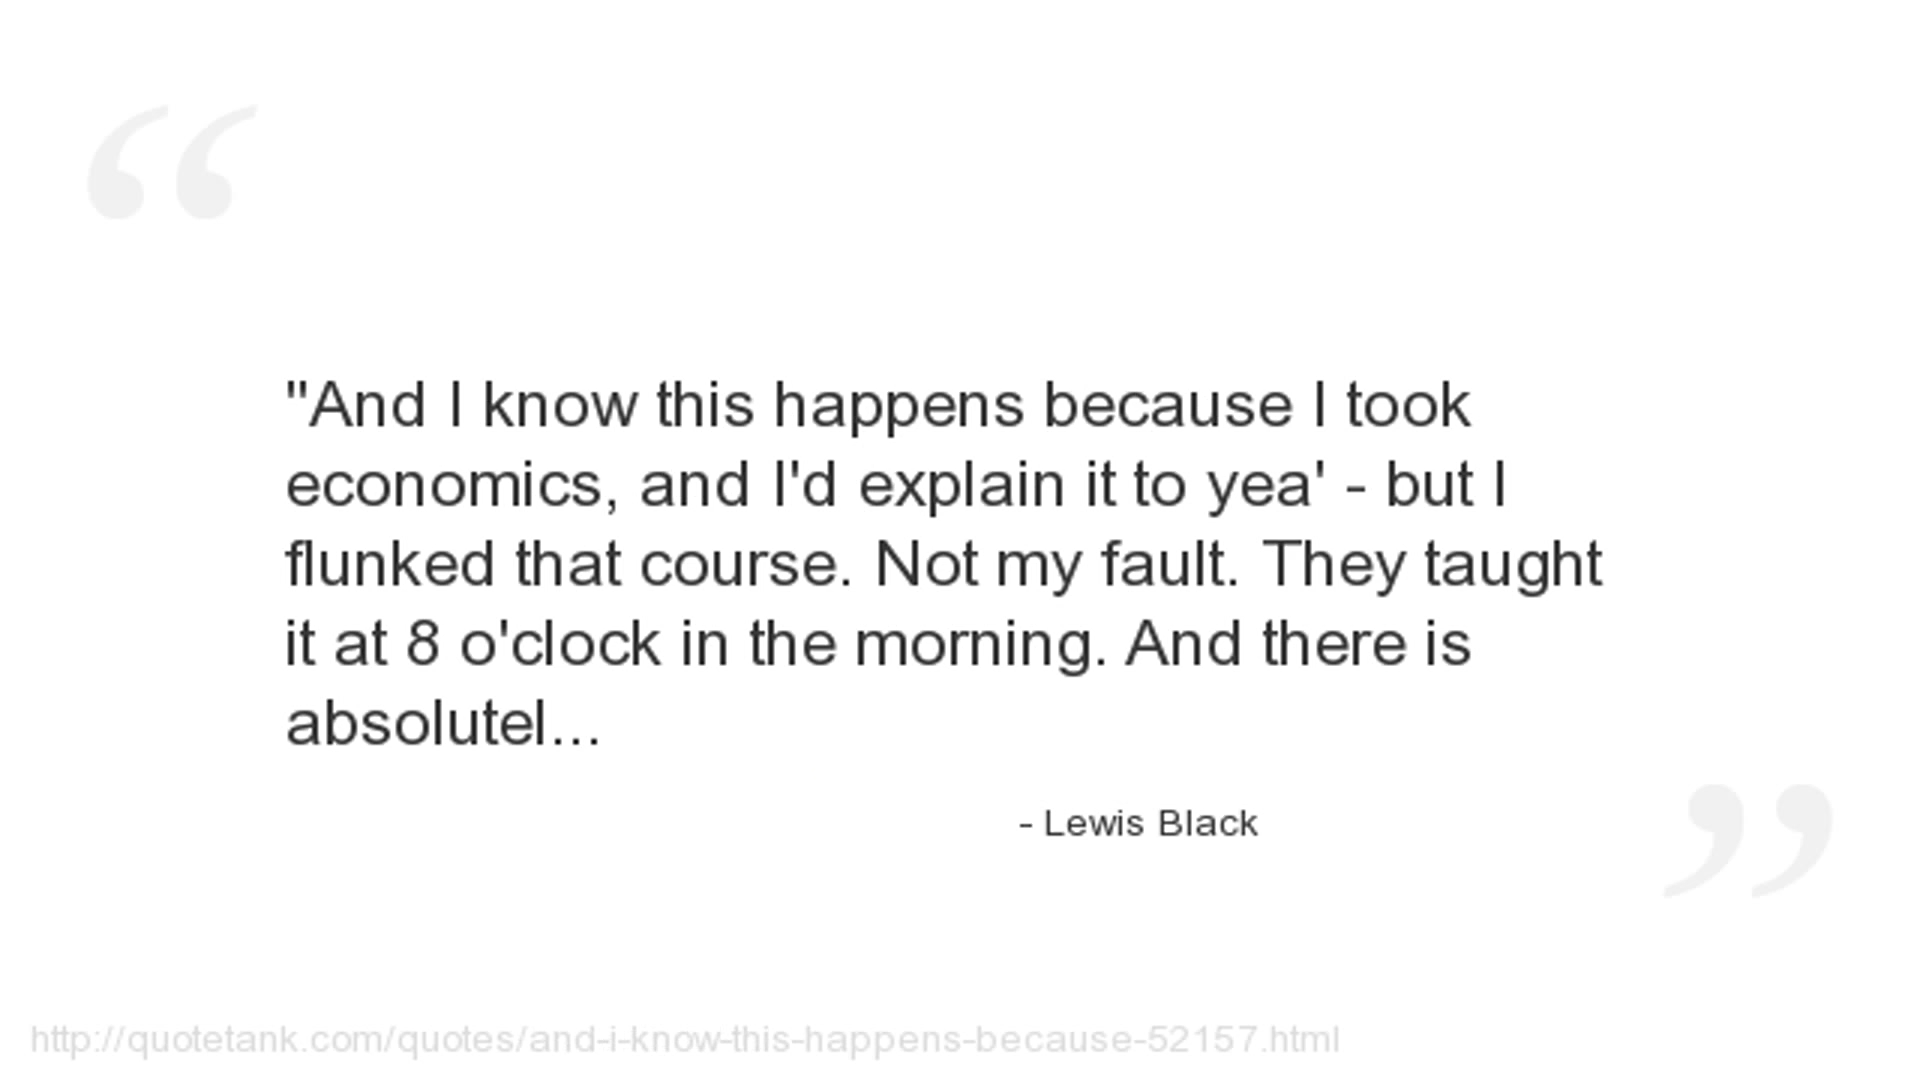 "And I know this happens because I took
economics, and I'd explain it to yea' - but I
flunked that course. Not my fault. They taught
it at 8 o'clock in the morning. And there is
absolutel...
- Lewis Black
http://quotetank.com/quotes/and-i-know-this-happens-because-52157.html